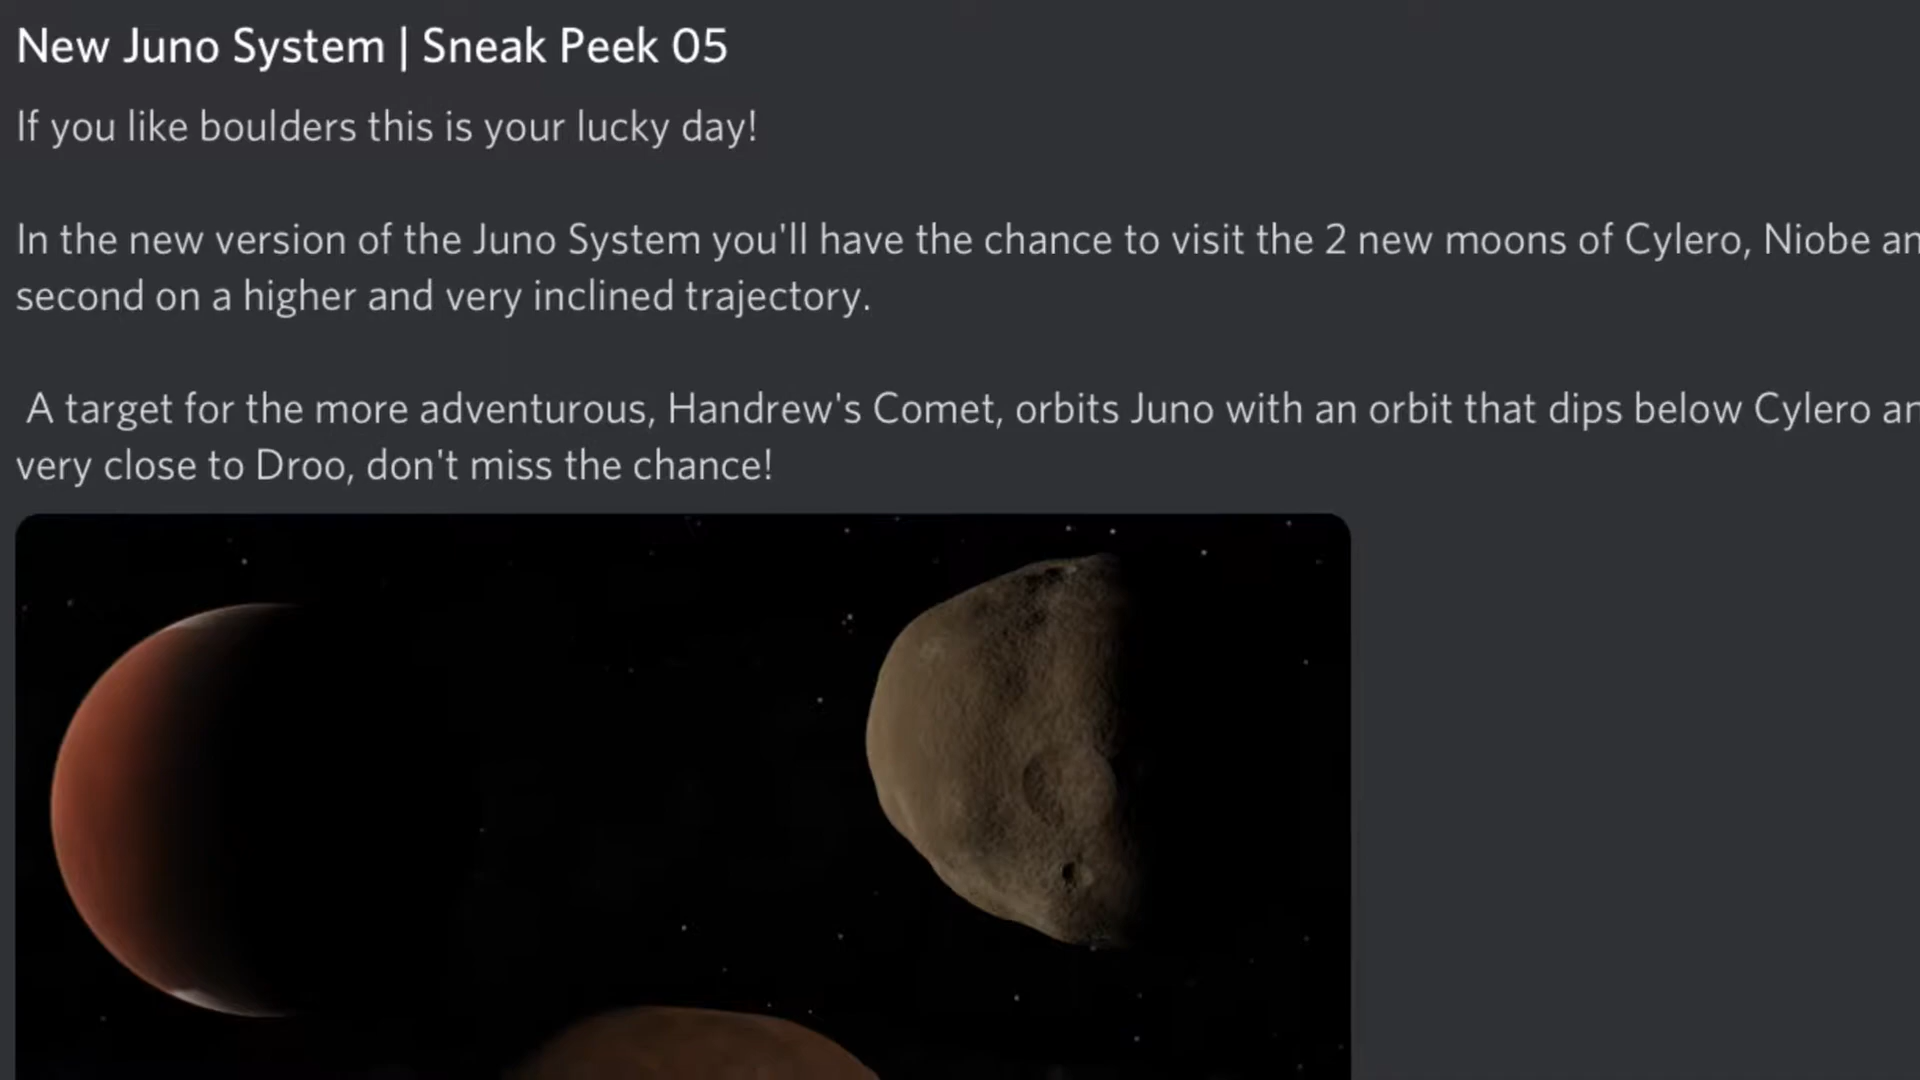 New Juno System | Sneak Peek 05
If you like boulders this is your lucky day!
In the new version of the Juno System you'll have the chance to visit the 2 new moons of Cylero, Niobe an
second on a higher and very inclined trajectory.
A target for the more adventurous, Handrew's Comet, orbits Juno with an orbit that dips below Cylero an
very close to Droo, don't miss the chance!